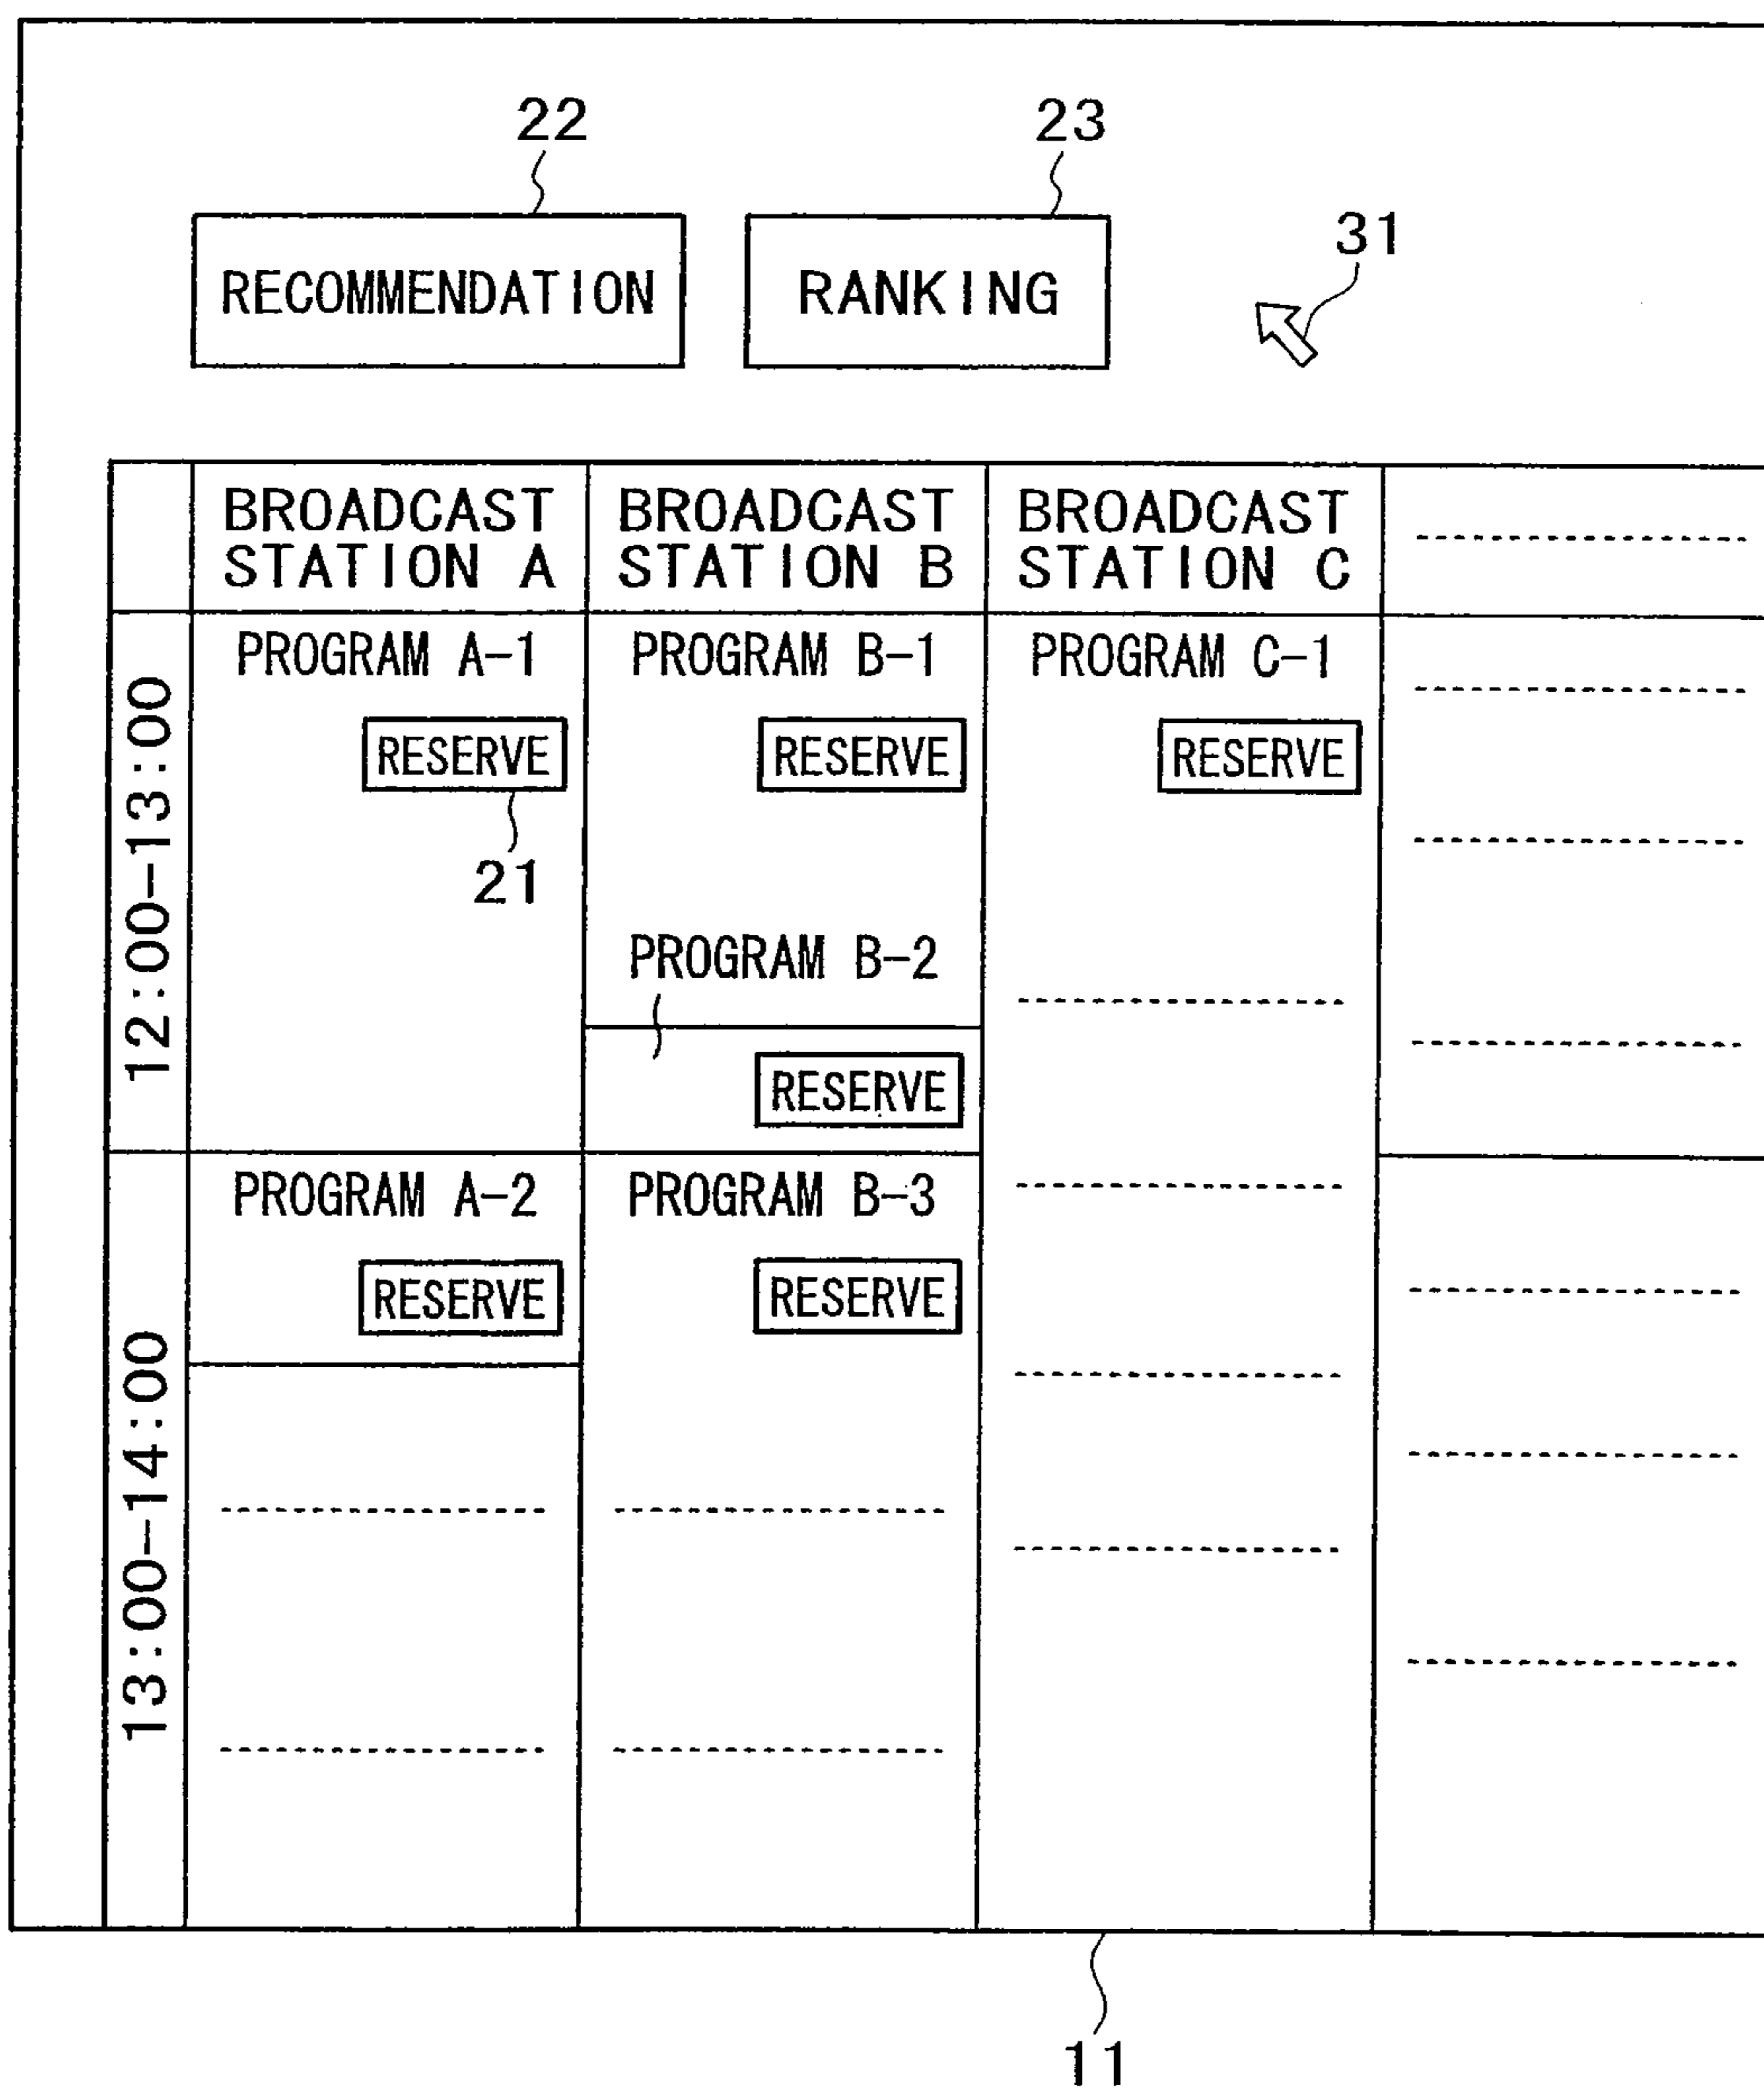 22
23
31
RECOMMENDATION
RANKING
BROADCAST STATION A
BROADCAST STATION B
BROADCAST STATION C
12:00-13:00
PROGRAM A-1
PROGRAM B-1
PROGRAM C-1
RESERVE
RESERVE
RESERVE
21
PROGRAM B-2
RESERVE
13:00-14:00
PROGRAM A-2
PROGRAM B-3
RESERVE
RESERVE
11